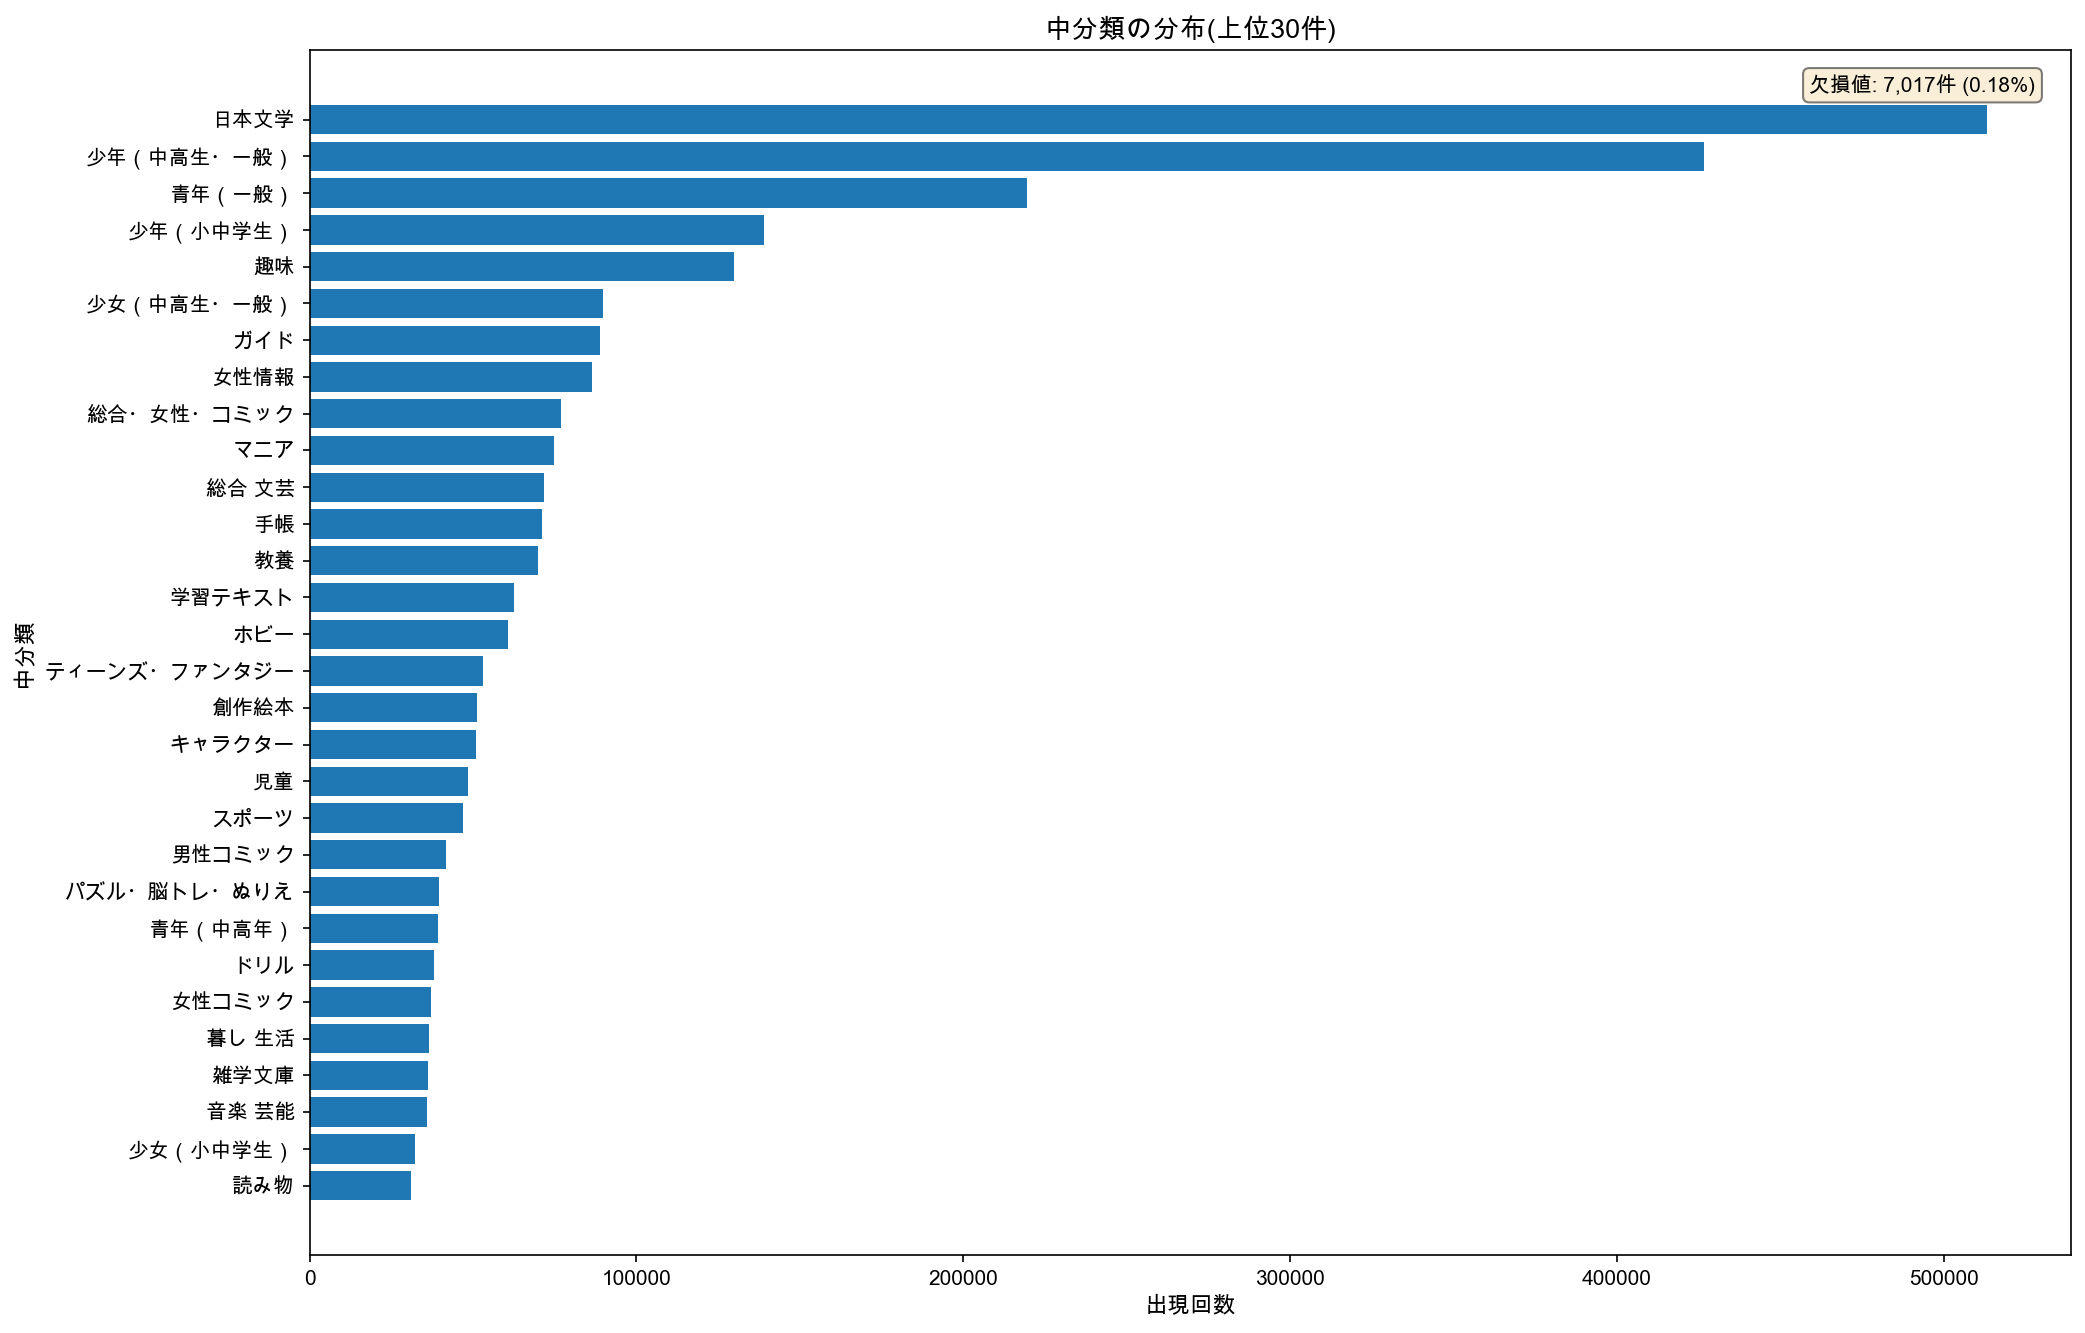 中分類の分布(上位30件)
欠損値: 7,017件 (0.18%)
日本文学
少年（中高生・一般）
青年（一般）
少年（小中学生）
趣味
少女（中高生・一般）
ガイド
女性情報
総合・女性・コミック
マニア
総合 文芸
手帳
教養
学習テキスト
ホビー
ティーンズ・ファンタジー
創作絵本
キャラクター
児童
スポーツ
男性コミック
パズル・脳トレ・ぬりえ
青年（中高年）
ドリル
女性コミック
暮し 生活
雑学文庫
音楽 芸能
少女（小中学生）
読み物
中分類
0 100000 200000 300000 400000 500000
出現回数